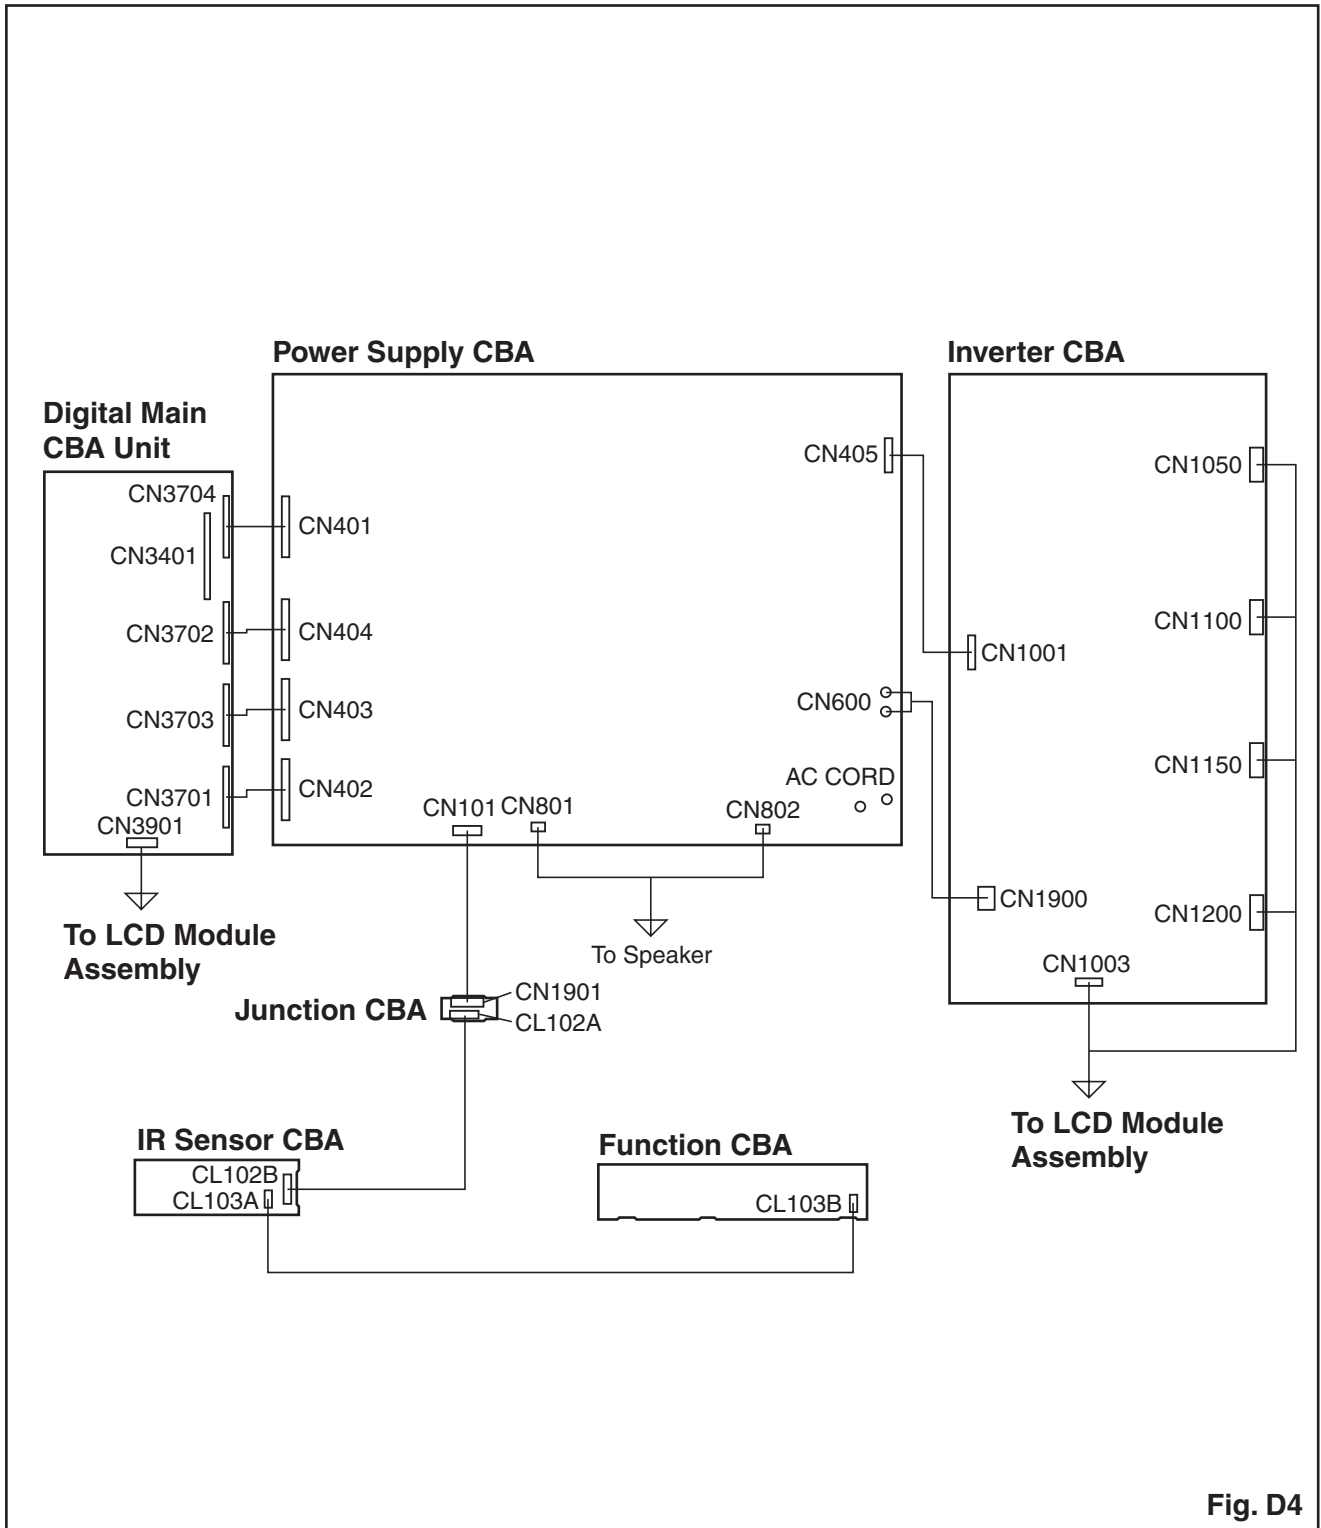 Power Supply CBA
Inverter CBA
Digital Main
CBA Unit
CN3704
CN3401
CN3702
CN3703
CN3701
CN3901
CN401
CN404
CN403
CN402
CN405
CN600
AC CORD
CN101
CN801
CN802
CN1050
CN1100
CN1001
CN1150
CN1900
CN1200
CN1003
To LCD Module
Assembly
To Speaker
Junction CBA
CN1901
CL102A
To LCD Module
Assembly
IR Sensor CBA
CL102B
CL103A
Function CBA
CL103B
Fig. D4